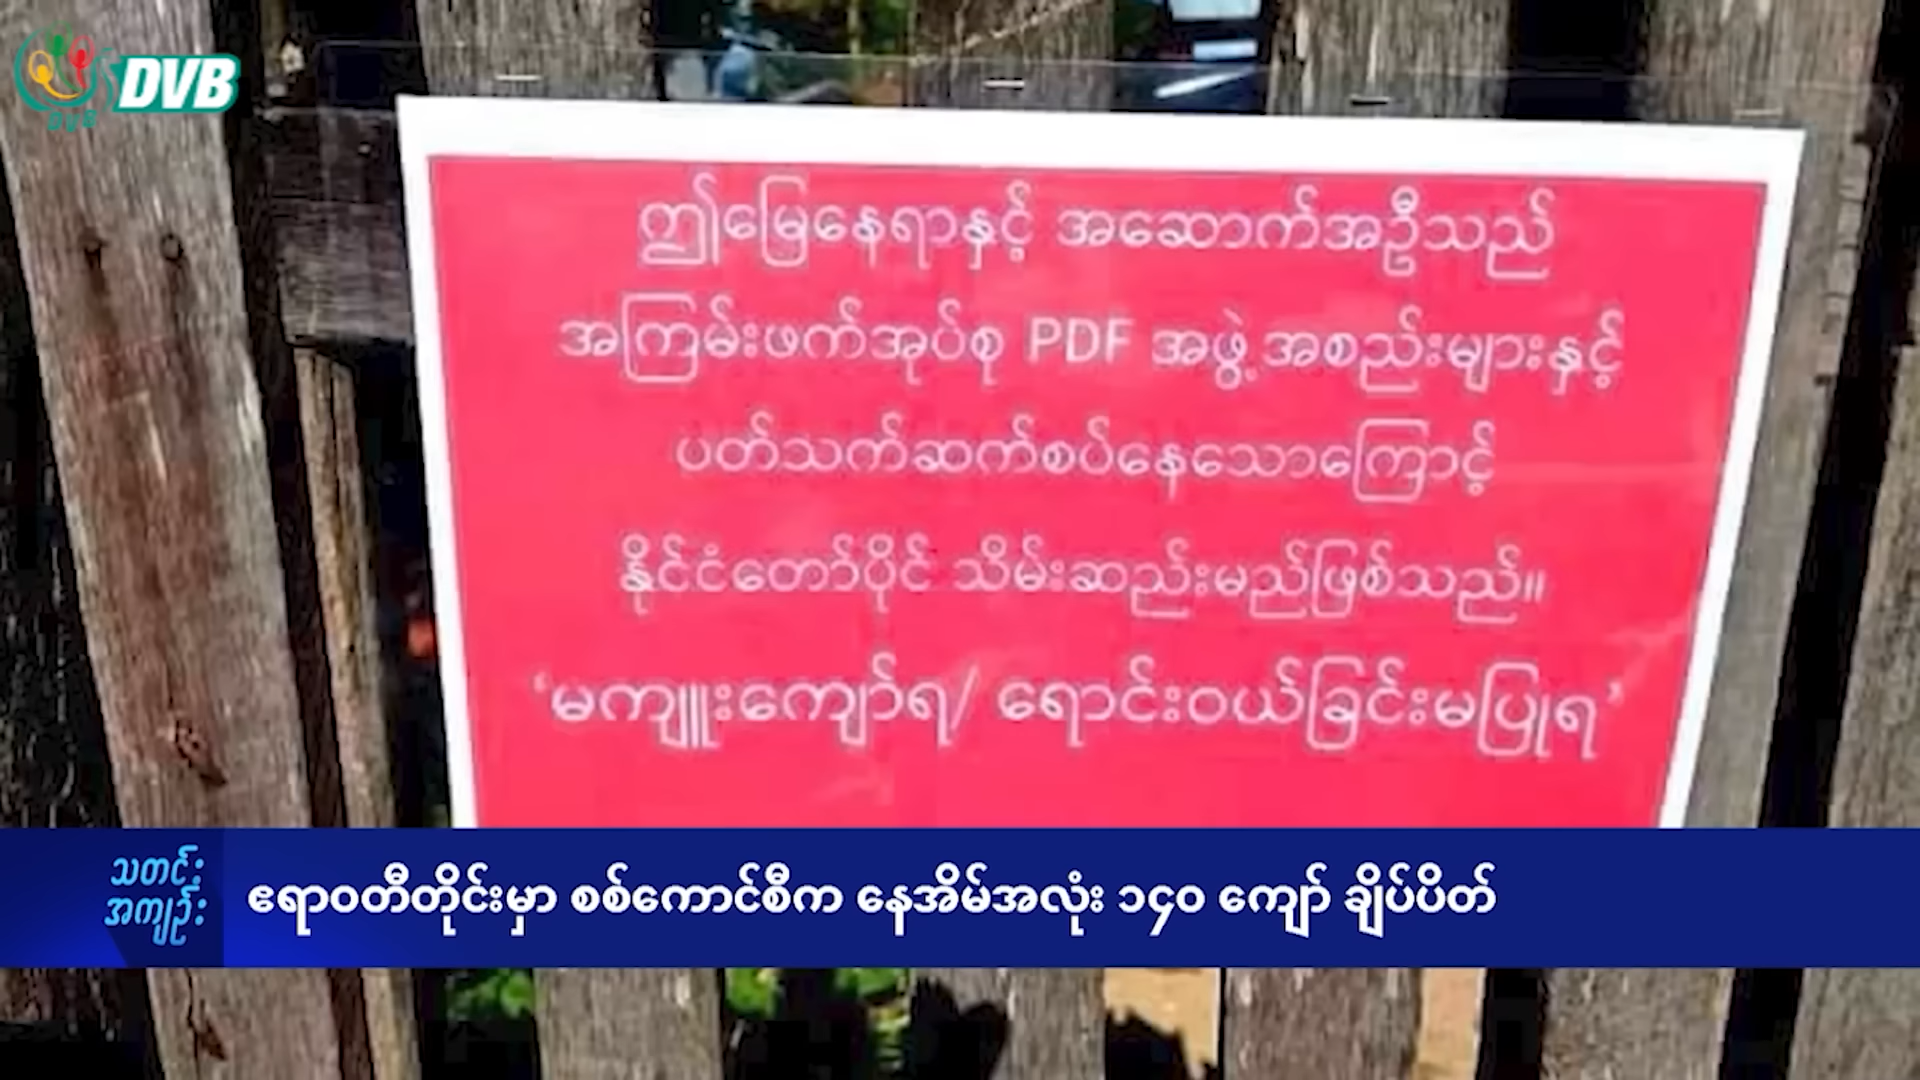 DVB
DVB
ဤမြေနေရာနှင့် အဆောက်အဦသည်
အကြမ်းဖက်အုပ်စု PDF အဖွဲ့အစည်းများနှင့်
ပတ်သက်ဆက်စပ်နေသောကြောင့်
နိုင်ငံတော်ပိုင် သိမ်းဆည်းမည်ဖြစ်သည်။
‘မကျူးကျော်ရ/ ရောင်းဝယ်ခြင်းမပြုရ’
သတင်း
အကျဉ်း
ဧရာဝတီတိုင်းမှာ စစ်ကောင်စီက နေအိမ်အလုံး ၁၄၀ ကျော် ချိပ်ပိတ်